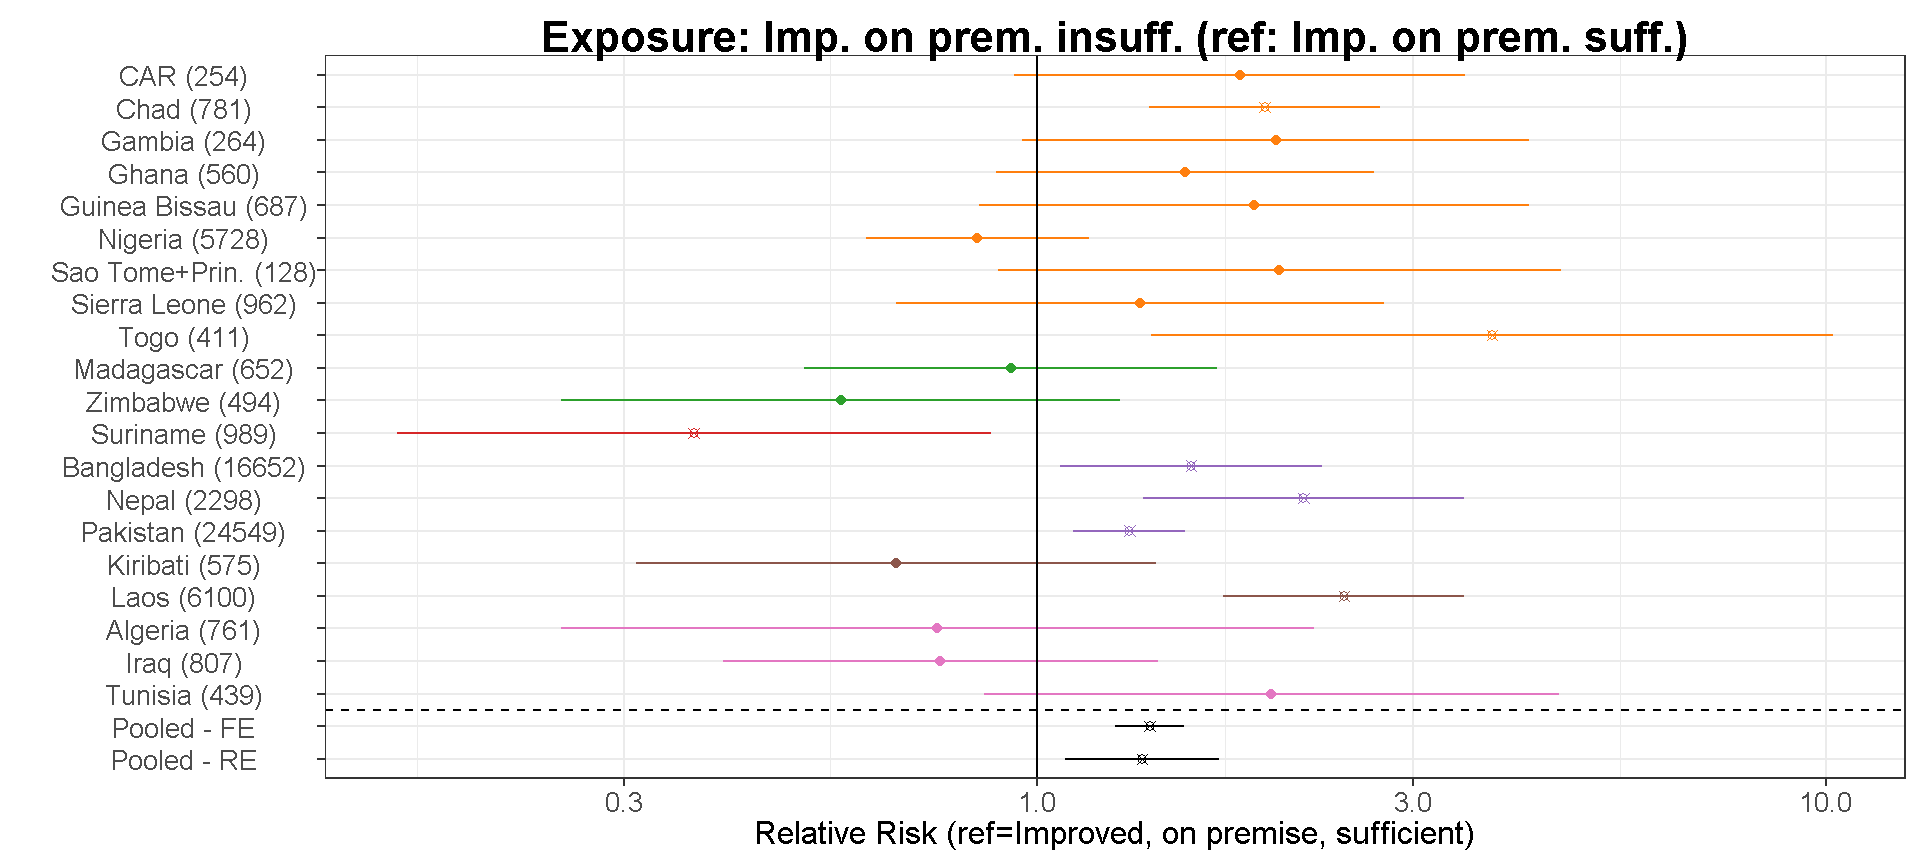 Exposure: Imp. on prem. insuff. (ref: Imp. on prem. suff.)
CAR (254)
Chad (781)
Gambia (264)
Ghana (560)
Guinea Bissau (687)
Nigeria (5728)
Sao Tome+Prin. (128)
Sierra Leone (962)
Togo (411)
Madagascar (652)
Zimbabwe (494)
Suriname (989)
Bangladesh (16652)
Nepal (2298)
Pakistan (24549)
Kiribati (575)
Laos (6100)
Algeria (761)
Iraq (807)
Tunisia (439)
Pooled - FE
Pooled - RE
0.3 1.0 3.0 10.0
Relative Risk (ref=Improved, on premise, sufficient)